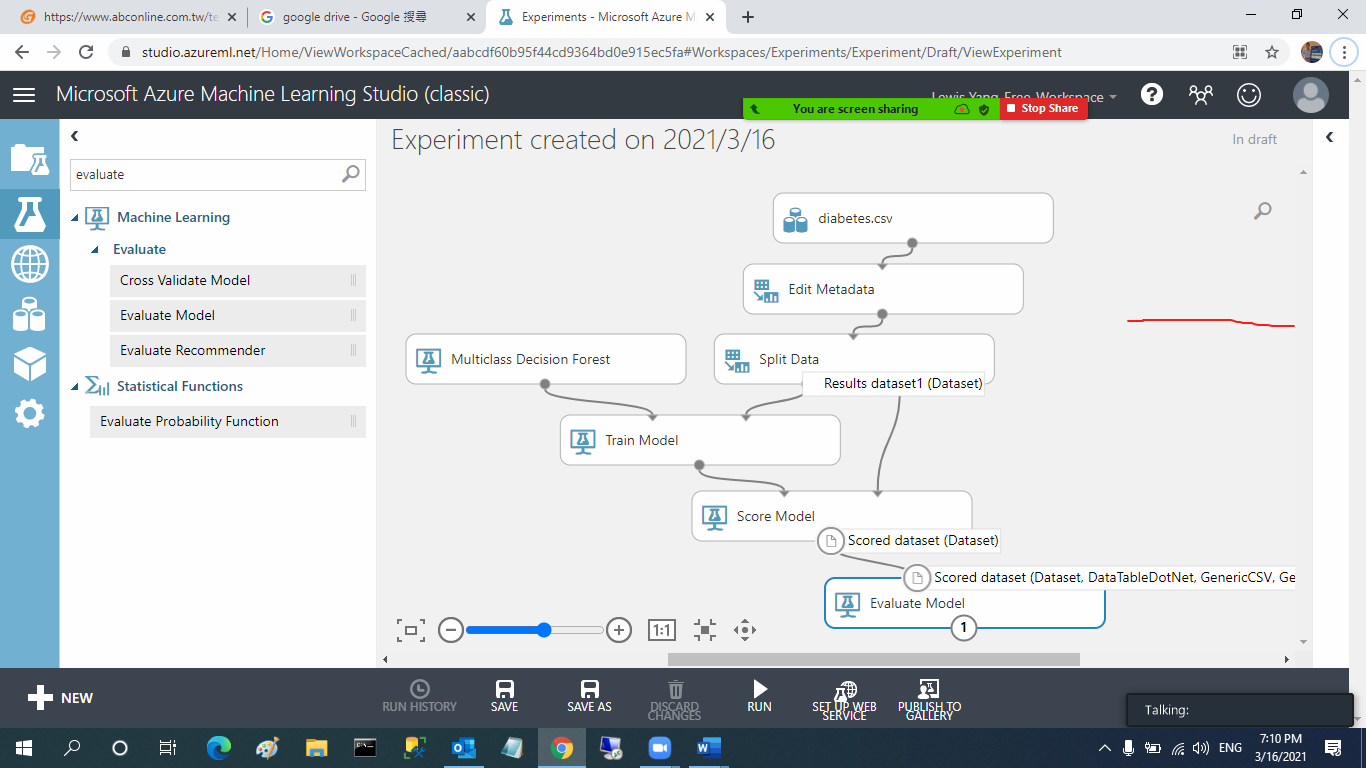 https://www.abconline.com.tw/te
google drive - Google 搜尋
Experiments - Microsoft Azure M
studio.azureml.net/Home/ViewWorkspaceCached/aabcdf60b95f44cd9364bd0e915ec5fa#Workspaces/Experiments/Experiment/Draft/ViewExperiment
Microsoft Azure Machine Learning Studio (classic)
Lewis Yang-Free-Workspace
You are screen sharing
Stop Share
Experiment created on 2021/3/16
In draft
evaluate
Machine Learning
Evaluate
Cross Validate Model
Evaluate Model
Evaluate Recommender
Statistical Functions
Evaluate Probability Function
diabetes.csv
Edit Metadata
Multiclass Decision Forest
Split Data
Results dataset1 (Dataset)
Train Model
Score Model
Scored dataset (Dataset)
Scored dataset (Dataset, DataTableDotNet, GenericCSV, Ge
Evaluate Model
1
1:1
NEW
RUN HISTORY
SAVE
SAVE AS
DISCARD
CHANGES
RUN
SET UP WEB
SERVICE
PUBLISH TO
GALLERY
Talking:
ENG
7:10 PM
3/16/2021